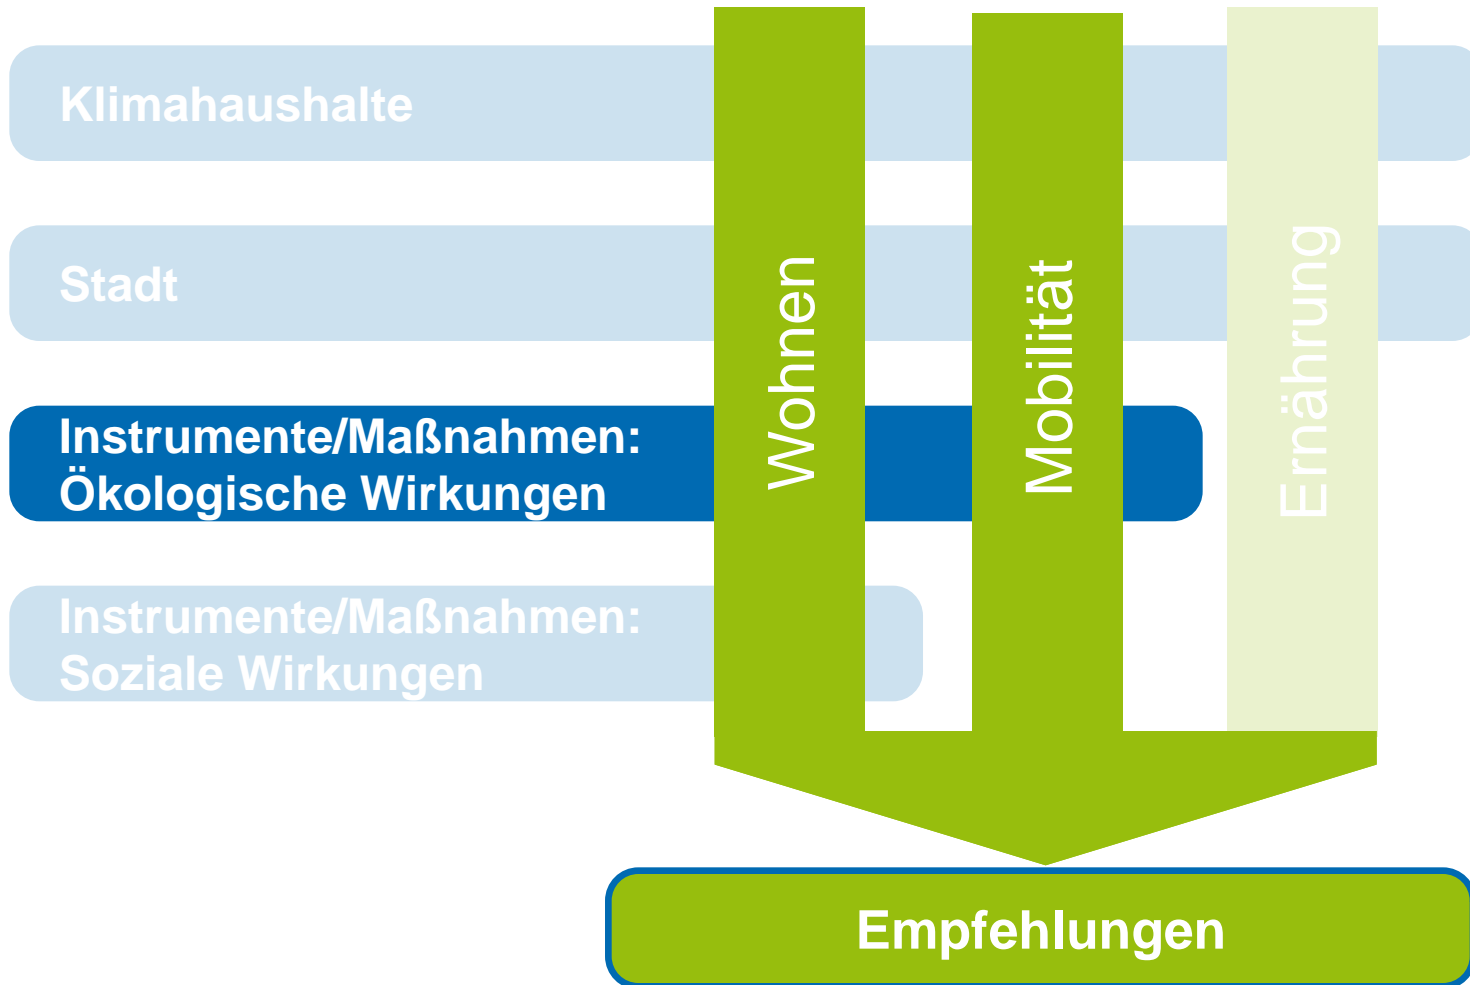 Klimahaushalte
Stadt
Instrumente/Maßnahmen:
Ökologische Wirkungen
Instrumente/Maßnahmen:
Soziale Wirkungen
Wohnen
Mobilität
Ernährung
Empfehlungen